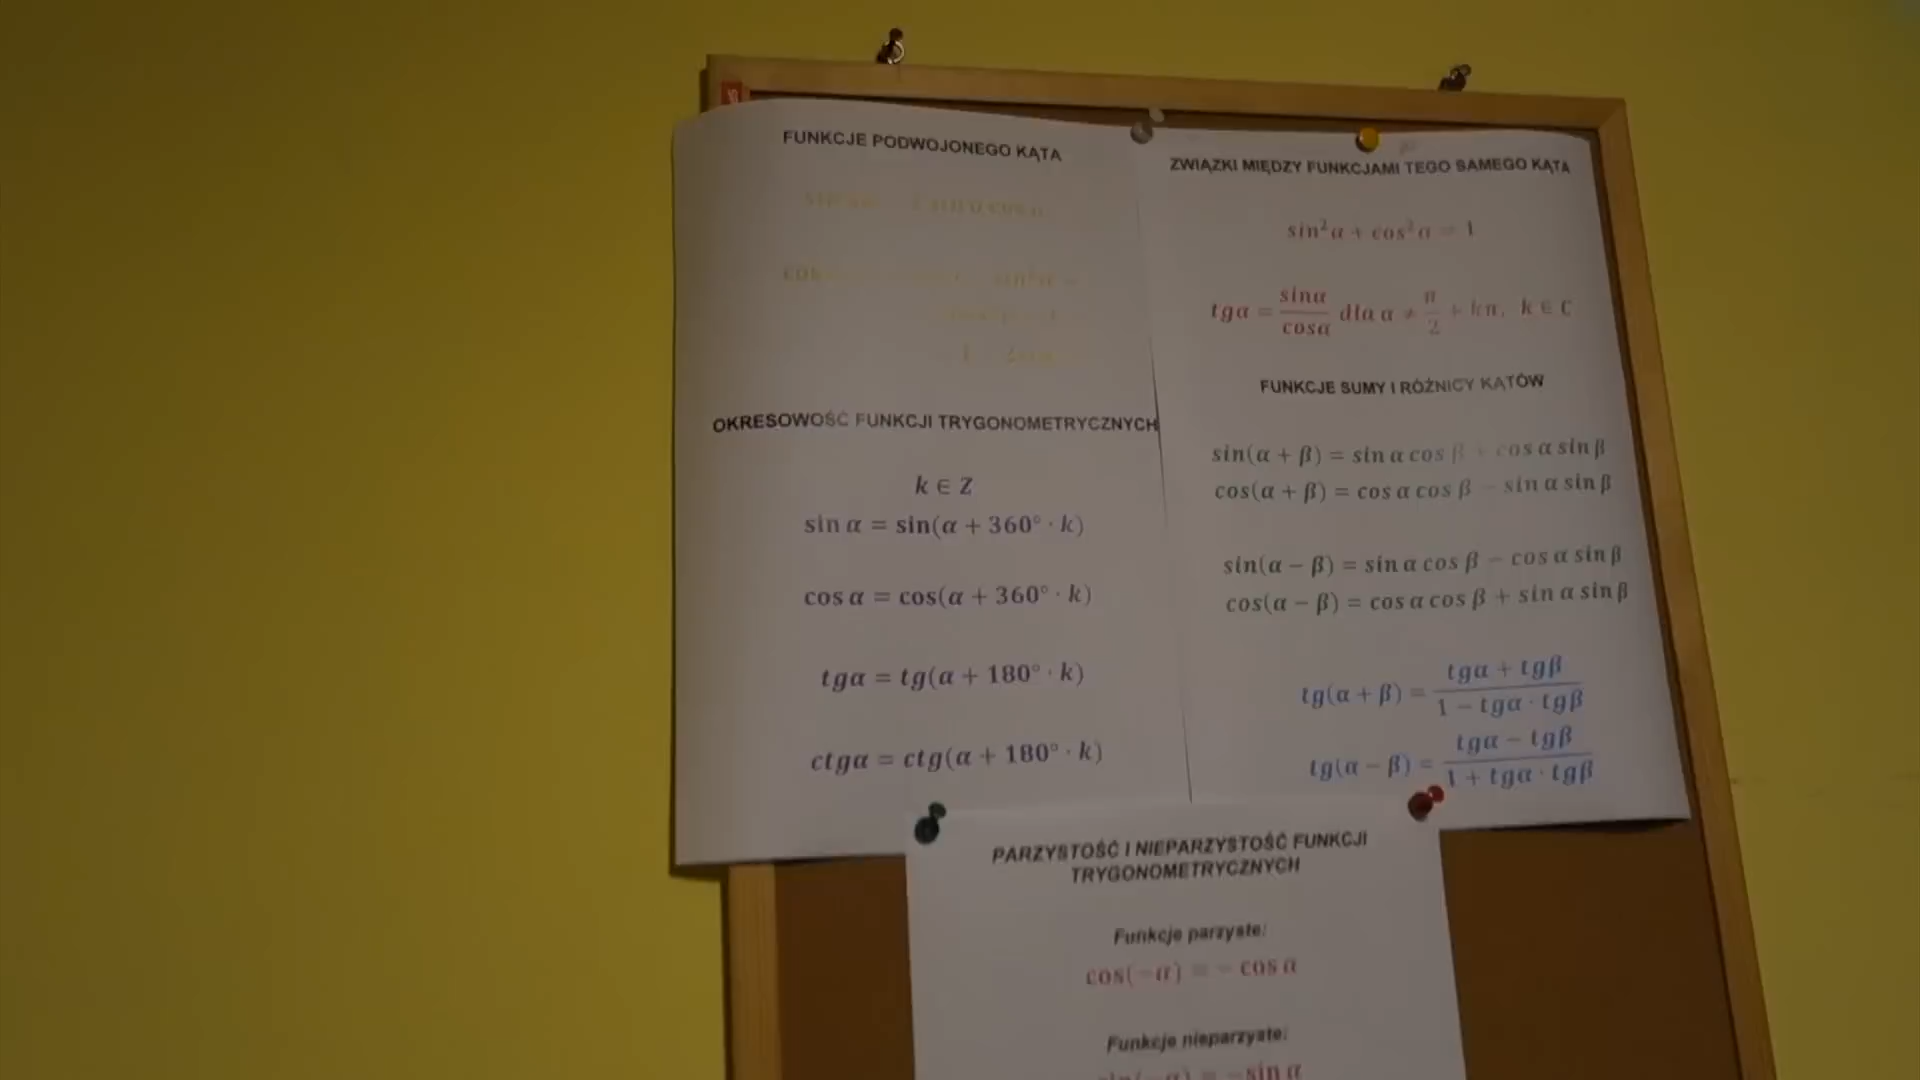 FUNKCJE PODWOJONEGO KĄTA
OKRESOWOŚĆ FUNKCJI TRYGONOMETRYCZNYCH
k ∈ Z
sin α = sin(α + 360° · k)
cos α = cos(α + 360° · k)
tgα = tg(α + 180° · k)
ctgα = ctg(α + 180° · k)
ZWIĄZKI MIĘDZY FUNKCJAMI TEGO SAMEGO KĄTA
sin²α + cos²α = 1
tgα = sinα / cosα dla α ≠ π / 2 + kπ, k ∈ C
FUNKCJE SUMY I RÓŻNICY KĄTÓW
sin(α + β) = sin α cos β + cos α sin β
cos(α + β) = cos α cos β − sin α sin β
sin(α − β) = sin α cos β − cos α sin β
cos(α − β) = cos α cos β + sin α sin β
tg(α + β) = tgα + tgβ / 1 − tgα · tgβ
tg(α − β) = tgα − tgβ / 1 + tgα · tgβ
PARZYSTOŚĆ I NIEPARZYSTOŚĆ FUNKCJI
TRYGONOMETRYCZNYCH
Funkcje parzyste:
cos(−α) = − cos α
Funkcje nieparzyste:
sin(−α) = −sin α